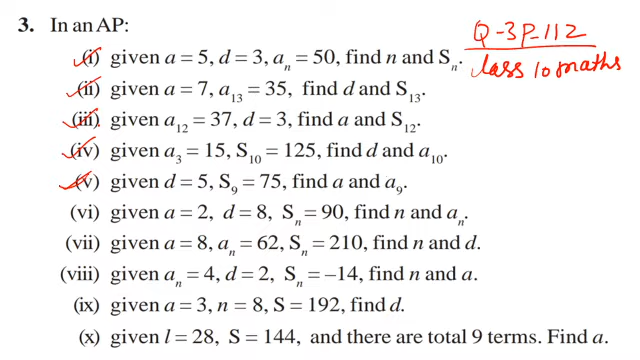 3. In an AP:
(i) given a = 5, d = 3, aₙ = 50, find n and Sₙ.
(ii) given a = 7, a₁₃ = 35, find d and S₁₃.
(iii) given a₁₂ = 37, d = 3, find a and S₁₂.
(iv) given a₃ = 15, S₁₀ = 125, find d and a₁₀.
(v) given d = 5, S₉ = 75, find a and a₉.
(vi) given a = 2, d = 8, Sₙ = 90, find n and aₙ.
(vii) given a = 8, aₙ = 62, Sₙ = 210, find n and d.
(viii) given aₙ = 4, d = 2, Sₙ = –14, find n and a.
(ix) given a = 3, n = 8, S = 192, find d.
(x) given l = 28, S = 144, and there are total 9 terms. Find a.
Q-3 P-112
class 10 maths